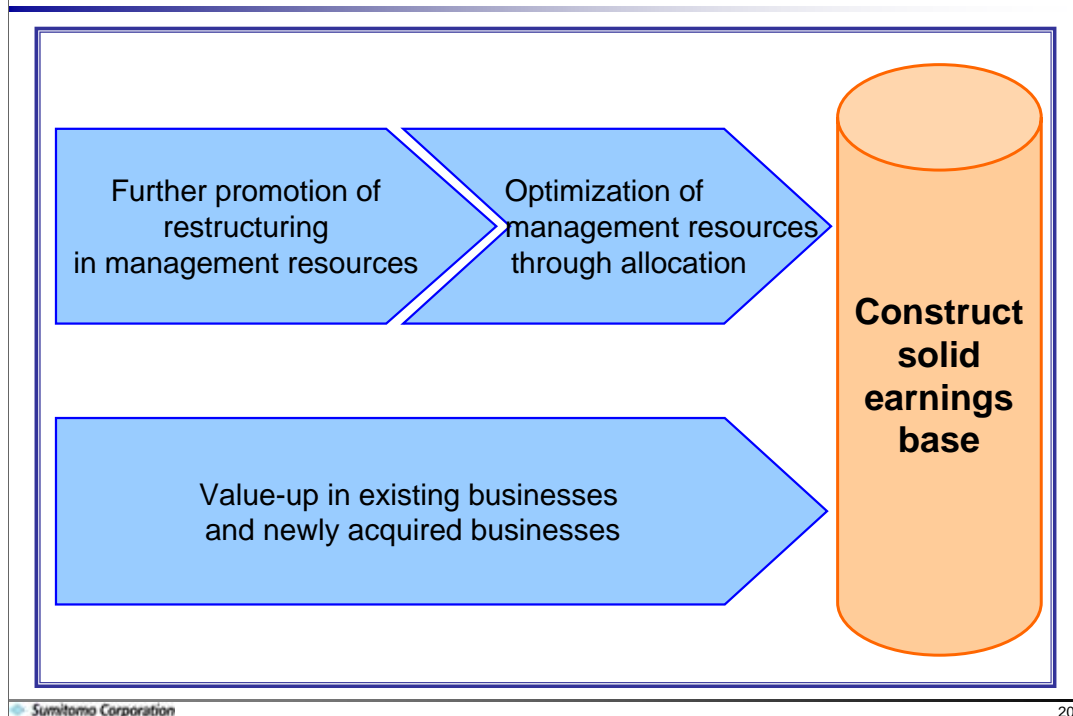 Further promotion of
restructuring
in management resources
Optimization of
management resources
through allocation
Construct
solid
earnings
base
Value-up in existing businesses
and newly acquired businesses
Sumitomo Corporation
20